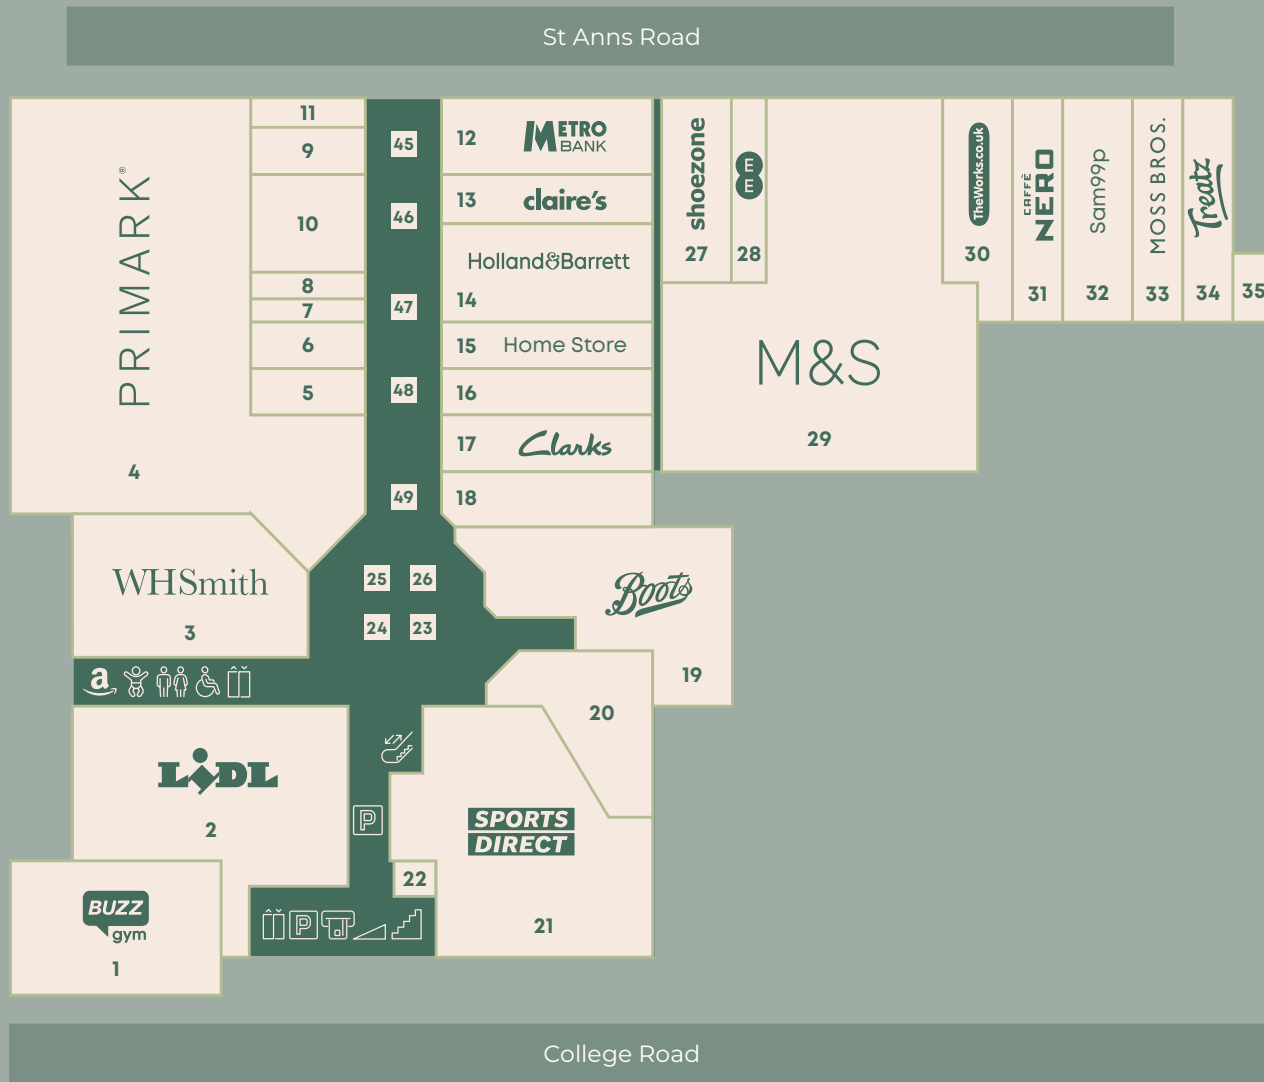 St Anns Road
PRIMARK®
4
11
9
10
8
7
6
5
45
46
47
48
49
12
METRO
BANK
13
claire's
Holland&Barrett
14
15
Home Store
16
17
Clarks
18
shoezone
27
EE
28
M&S
29
TheWorks.co.uk
30
CAFFÈ
NERO
31
Sam99p
32
MOSS BROS.
33
Treatz
34
35
WHSmith
3
25
26
24
23
Boots
19
20
a
LIDL
2
P
SPORTS
DIRECT
22
21
BUZZ
gym
1
P
College Road